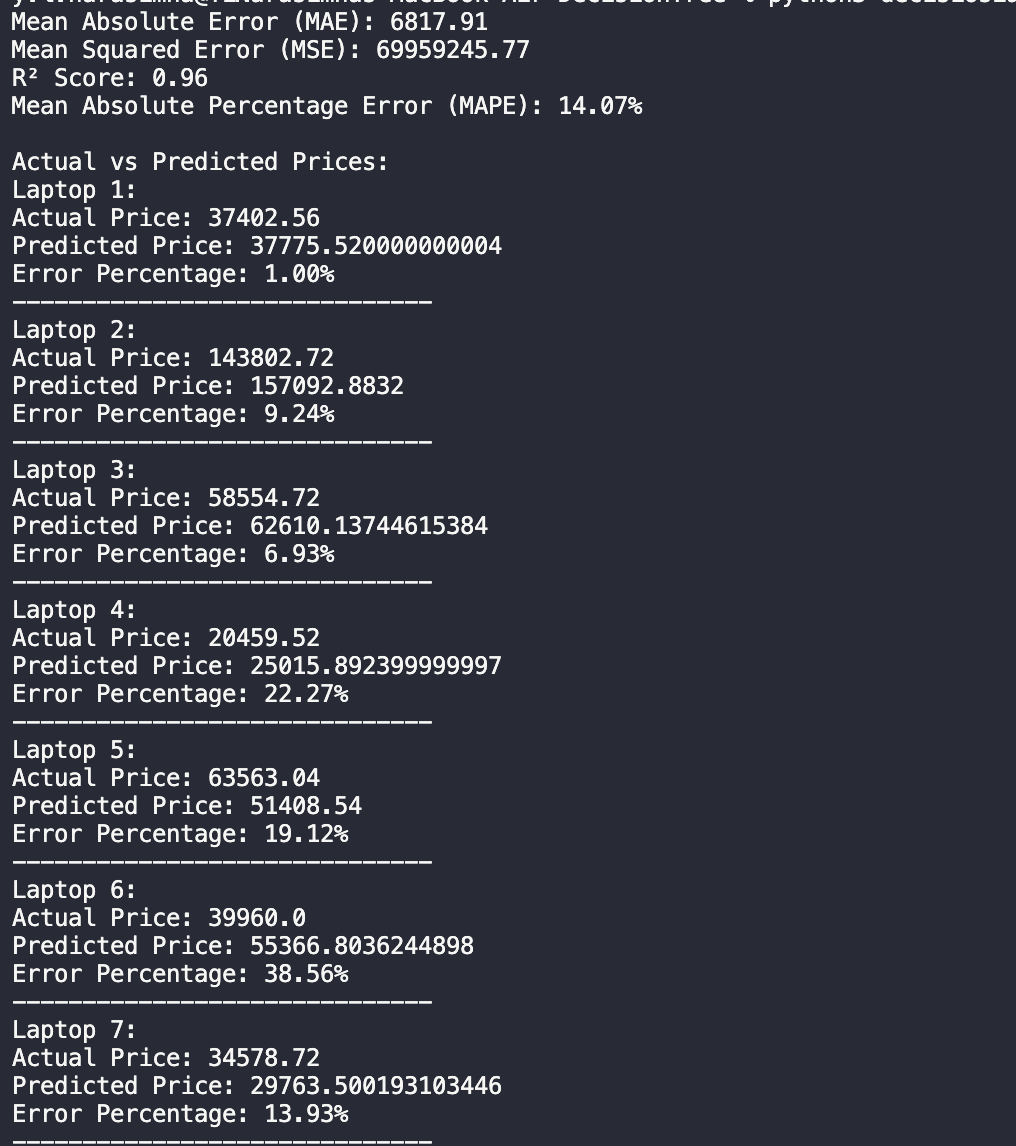 Mean Absolute Error (MAE): 6817.91
Mean Squared Error (MSE): 69959245.77
R² Score: 0.96
Mean Absolute Percentage Error (MAPE): 14.07%
Actual vs Predicted Prices:
Laptop 1:
Actual Price: 37402.56
Predicted Price: 37775.520000000004
Error Percentage: 1.00%
------------------------------
Laptop 2:
Actual Price: 143802.72
Predicted Price: 157092.8832
Error Percentage: 9.24%
------------------------------
Laptop 3:
Actual Price: 58554.72
Predicted Price: 62610.13744615384
Error Percentage: 6.93%
------------------------------
Laptop 4:
Actual Price: 20459.52
Predicted Price: 25015.892399999997
Error Percentage: 22.27%
------------------------------
Laptop 5:
Actual Price: 63563.04
Predicted Price: 51408.54
Error Percentage: 19.12%
------------------------------
Laptop 6:
Actual Price: 39960.0
Predicted Price: 55366.8036244898
Error Percentage: 38.56%
------------------------------
Laptop 7:
Actual Price: 34578.72
Predicted Price: 29763.500193103446
Error Percentage: 13.93%
------------------------------